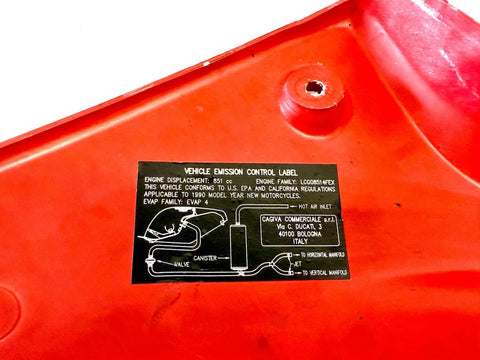 VEHICLE EMISSION CONTROL LABEL
ENGINE DISPLACEMENT: 851 cc ENGINE FAMILY: LCG08514FEX
THIS VEHICLE CONFORMS TO U.S. EPA AND CALIFORNIA REGULATIONS
APPLICABLE TO 1990 MODEL YEAR NEW MOTORCYCLES.
EVAP FAMILY: EVAP 4
HOT AIR INLET
CAGIVA COMMERCIALE s.r.l.
Via C. DUCATI, 3
40100 BOLOGNA
ITALY
CANISTER
VALVE
TO HORIZONTAL MANIFOLD
JET
TO VERTICAL MANIFOLD